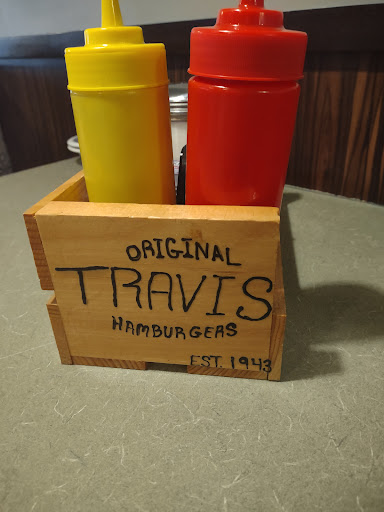 ORIGINAL
TRAVIS
HAMBURGERS
EST. 1943